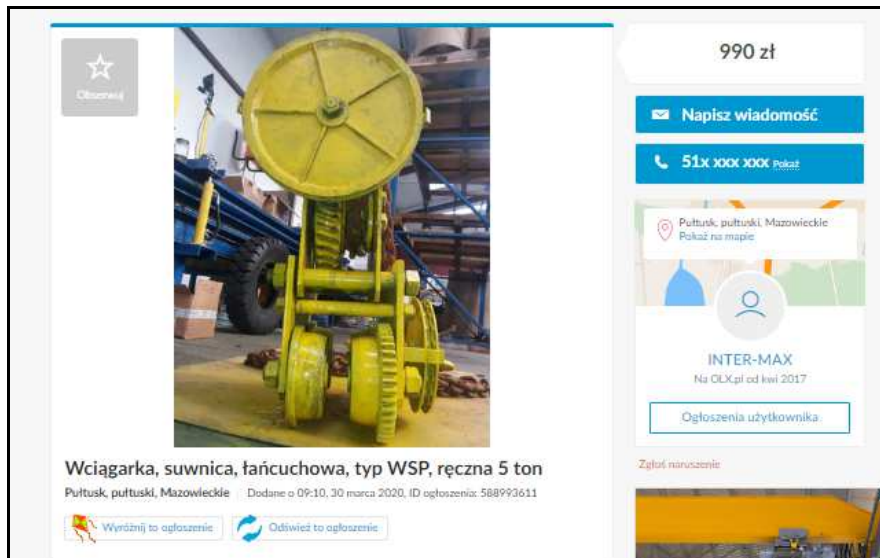 Obserwuj
990 zł
Napisz wiadomość
51x xxx xxx Pokaż
Pułtusk, pułtuski, Mazowieckie
Pokaż na mapie
INTER-MAX
Na OLX.pl od kwi 2017
Ogłoszenia użytkownika
Zgłoś naruszenie
Wciągarka, suwnica, łańcuchowa, typ WSP, ręczna 5 ton
Pułtusk, pułtuski, Mazowieckie Dodane o 09:10, 30 marca 2020, ID ogłoszenia: 588993611
Wyróżnij to ogłoszenie
Odśwież to ogłoszenie